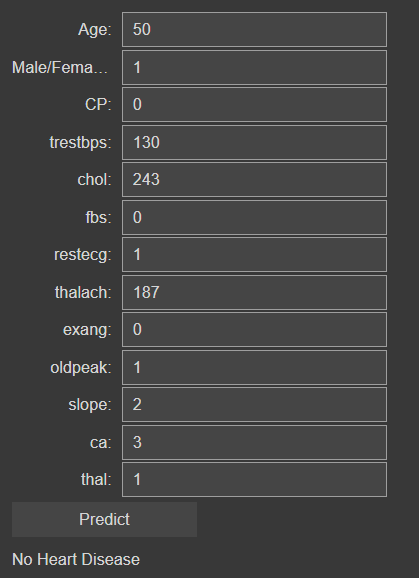 Age: 50
Male/Fema... 1
CP: 0
trestbps: 130
chol: 243
fbs: 0
restecg: 1
thalach: 187
exang: 0
oldpeak: 1
slope: 2
ca: 3
thal: 1
Predict
No Heart Disease